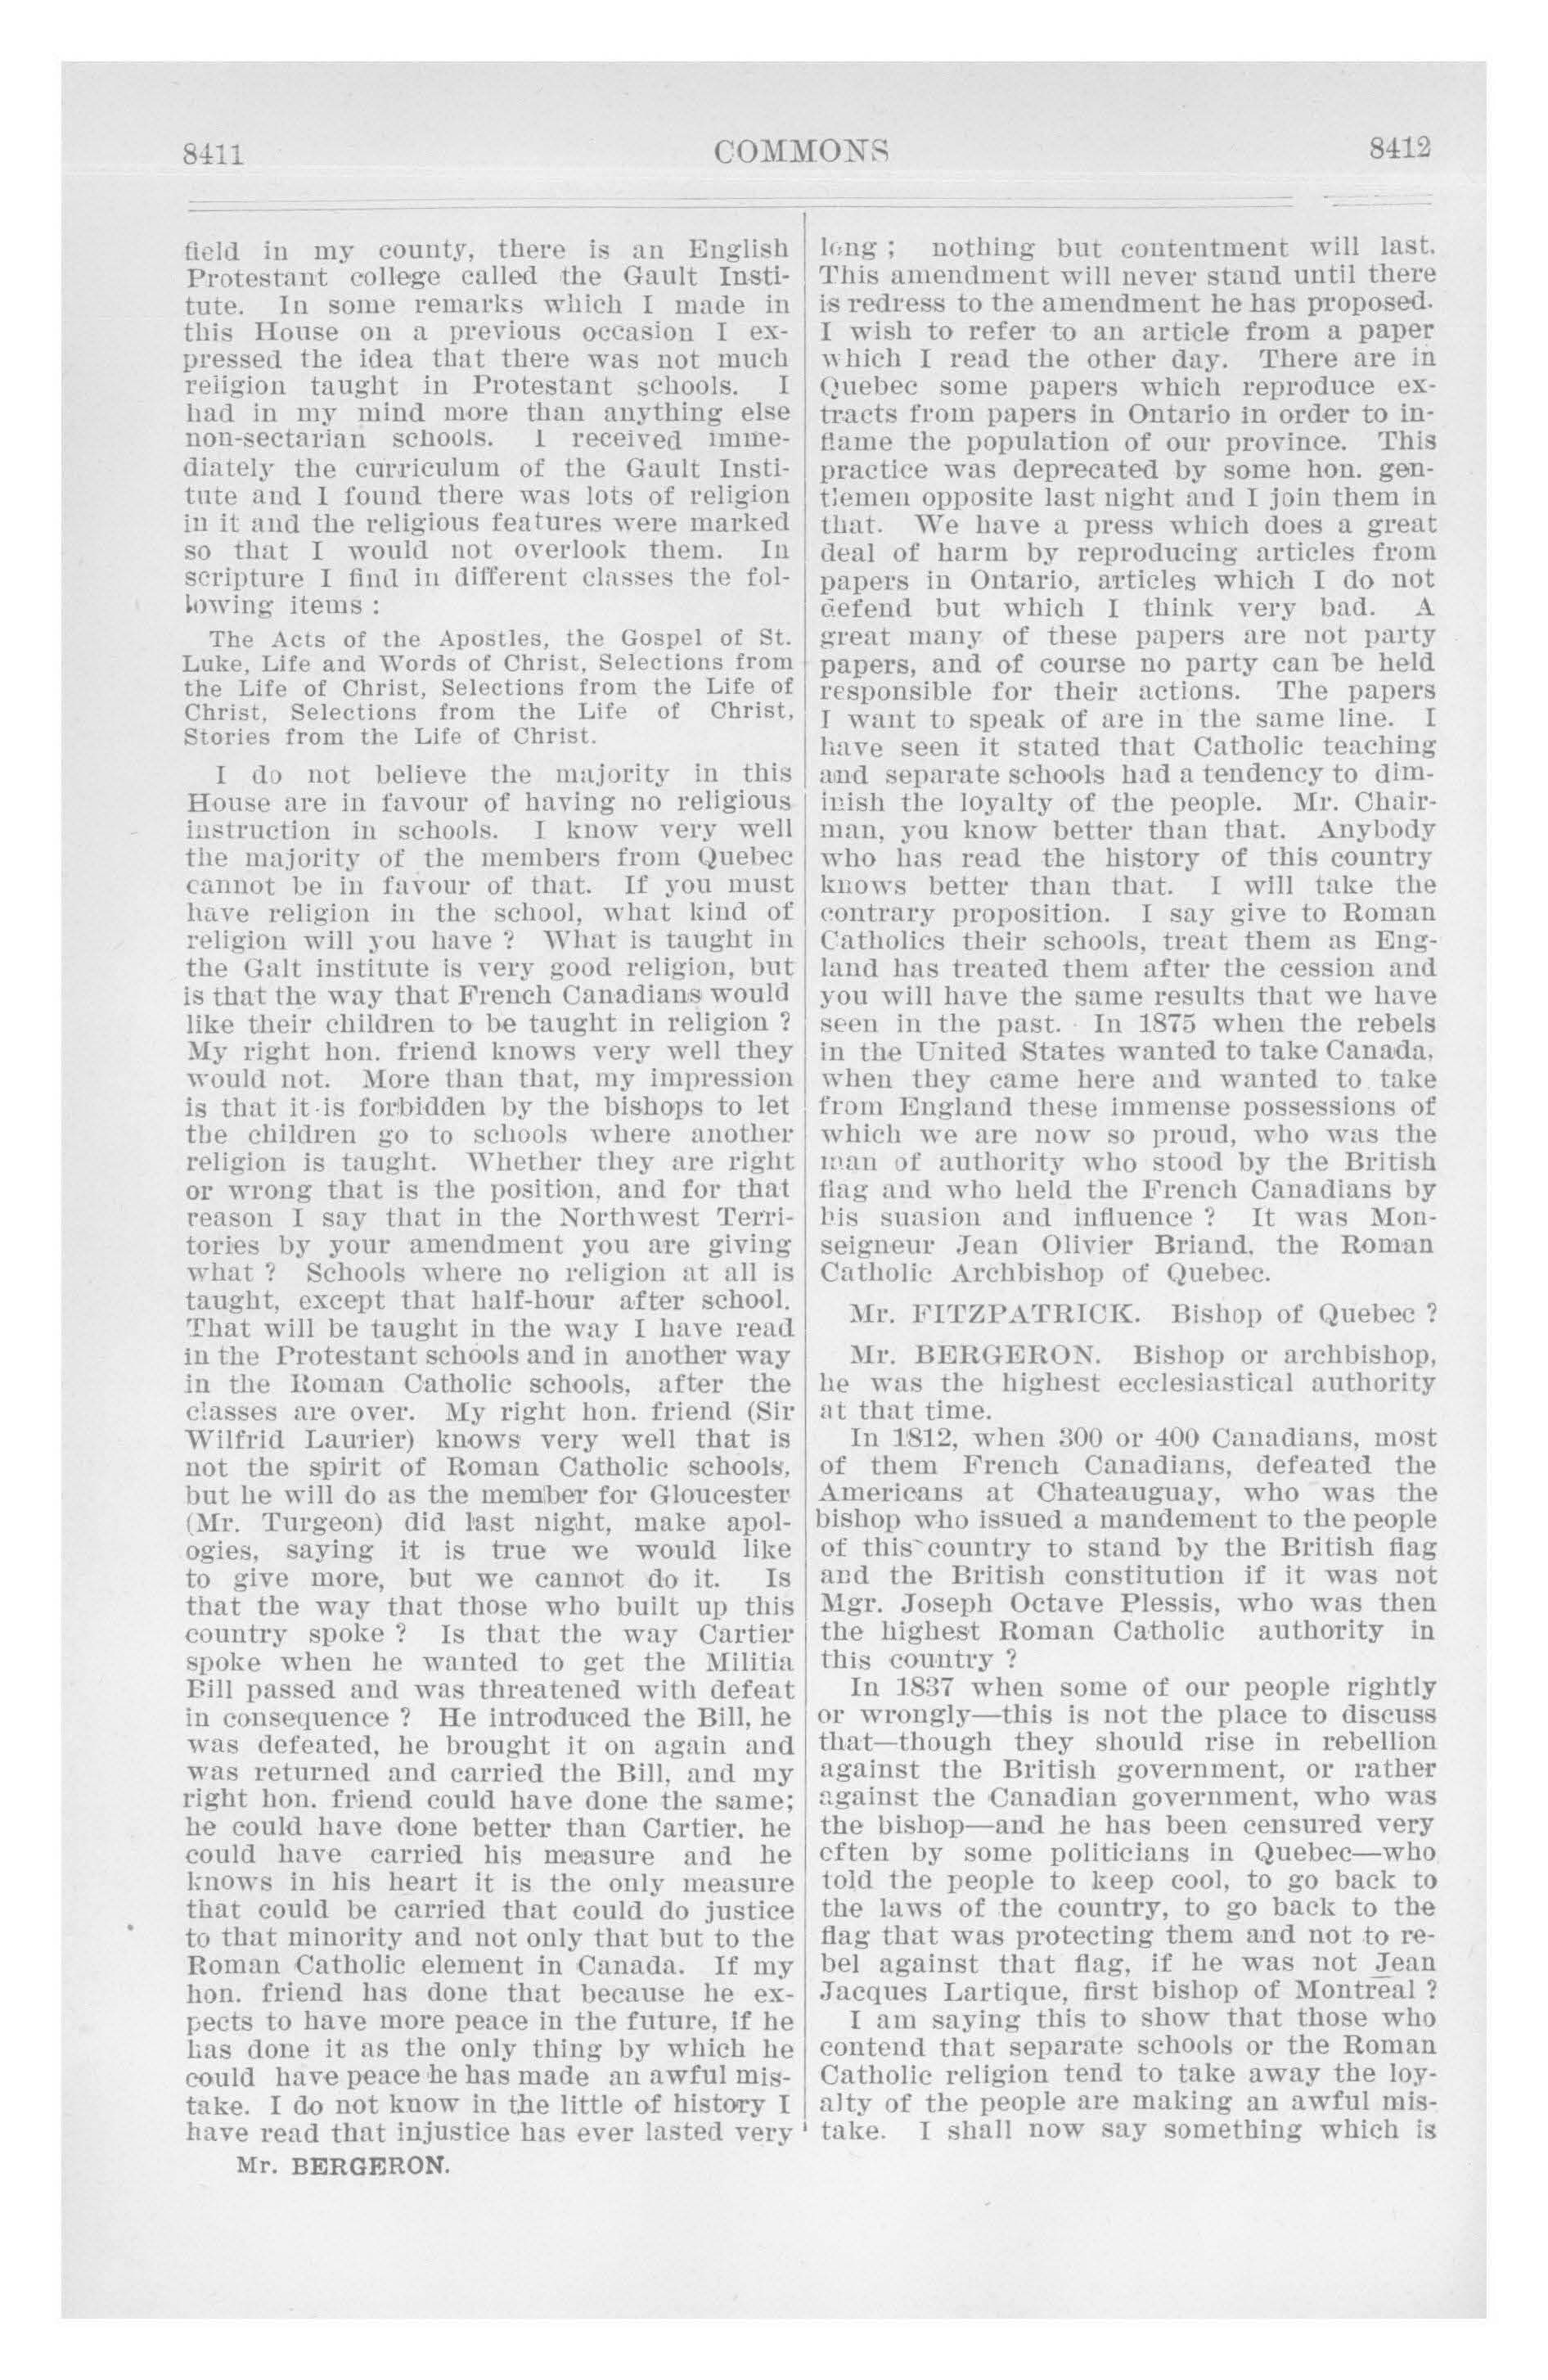 8411
COMMONS
8412
field in my county, there is an English
Protestant college called the Gault Insti-
tute. In some remarks which I made in
this House on a previous occasion I ex-
pressed the idea that there was not much
religion taught in Protestant schools. I
had in my mind more than anything else
non-sectarian schools. I received imme-
diately the curriculum of the Gault Insti-
tute and I found there was lots of religion
in it and the religious features were marked
so that I would not overlook them. In
scripture I find in different classes the fol-
lowing items :
The Acts of the Apostles, the Gospel of St.
Luke, Life and Words of Christ, Selections from
the Life of Christ, Selections from the Life of
Christ, Selections from the Life of Christ,
Stories from the Life of Christ.
I do not believe the majority in this
House are in favour of having no religious
instruction in schools. I know very well
the majority of the members from Quebec
cannot be in favour of that. If you must
have religion in the school, what kind of
religion will you have ? What is taught in
the Galt institute is very good religion, but
is that the way that French Canadians would
like their children to be taught in religion ?
My right hon. friend knows very well they
would not. More than that, my impression
is that it is forbidden by the bishops to let
the children go to schools where another
religion is taught. Whether they are right
or wrong that is the position, and for that
reason I say that in the Northwest Terri-
tories by your amendment you are giving
what ? Schools where no religion at all is
taught, except that half-hour after school.
That will be taught in the way I have read
in the Protestant schools and in another way
in the Roman Catholic schools, after the
classes are over. My right hon. friend (Sir
Wilfrid Laurier) knows very well that is
not the spirit of Roman Catholic schools,
but he will do as the member for Gloucester
(Mr. Turgeon) did last night, make apol-
ogies, saying it is true we would like
to give more, but we cannot do it. Is
that the way that those who built up this
country spoke ? Is that the way Cartier
spoke when he wanted to get the Militia
Bill passed and was threatened with defeat
in consequence ? He introduced the Bill, he
was defeated, he brought it on again and
was returned and carried the Bill, and my
right hon. friend could have done the same;
he could have done better than Cartier, he
could have carried his measure and he
knows in his heart it is the only measure
that could be carried that could do justice
to that minority and not only that but to the
Roman Catholic element in Canada. If my
hon. friend has done that because he ex-
pects to have more peace in the future, if he
has done it as the only thing by which he
could have peace he has made an awful mis-
take. I do not know in the little of history I
have read that injustice has ever lasted very
Mr. BERGERON.
long ; nothing but contentment will last.
This amendment will never stand until there
is redress to the amendment he has proposed.
I wish to refer to an article from a paper
which I read the other day. There are in
Quebec some papers which reproduce ex-
tracts from papers in Ontario in order to in-
flame the population of our province. This
practice was deprecated by some hon. gen-
tlemen opposite last night and I join them in
that. We have a press which does a great
deal of harm by reproducing articles from
papers in Ontario, articles which I do not
defend but which I think very bad. A
great many of these papers are not party
papers, and of course no party can be held
responsible for their actions. The papers
I want to speak of are in the same line. I
have seen it stated that Catholic teaching
and separate schools had a tendency to dim-
inish the loyalty of the people. Mr. Chair-
man, you know better than that. Anybody
who has read the history of this country
knows better than that. I will take the
contrary proposition. I say give to Roman
Catholics their schools, treat them as Eng-
land has treated them after the cession and
you will have the same results that we have
seen in the past. In 1875 when the rebels
in the United States wanted to take Canada,
when they came here and wanted to take
from England these immense possessions of
which we are now so proud, who was the
man of authority who stood by the British
flag and who held the French Canadians by
his suasion and influence ? It was Mon-
seigneur Jean Olivier Briand, the Roman
Catholic Archbishop of Quebec.
Mr. FITZPATRICK. Bishop of Quebec ?
Mr. BERGERON. Bishop or archbishop,
he was the highest ecclesiastical authority
at that time.
In 1812, when 300 or 400 Canadians, most
of them French Canadians, defeated the
Americans at Chateauguay, who was the
bishop who issued a mandement to the people
of this country to stand by the British flag
and the British constitution if it was not
Mgr. Joseph Octave Plessis, who was then
the highest Roman Catholic authority in
this country ?
In 1837 when some of our people rightly
or wrongly—this is not the place to discuss
that—though they should rise in rebellion
against the British government, or rather
against the Canadian government, who was
the bishop—and he has been censured very
often by some politicians in Quebec—who
told the people to keep cool, to go back to
the laws of the country, to go back to the
flag that was protecting them and not to re-
bel against that flag, if he was not Jean
Jacques Lartique, first bishop of Montreal ?
I am saying this to show that those who
contend that separate schools or the Roman
Catholic religion tend to take away the loy-
alty of the people are making an awful mis-
take. I shall now say something which is